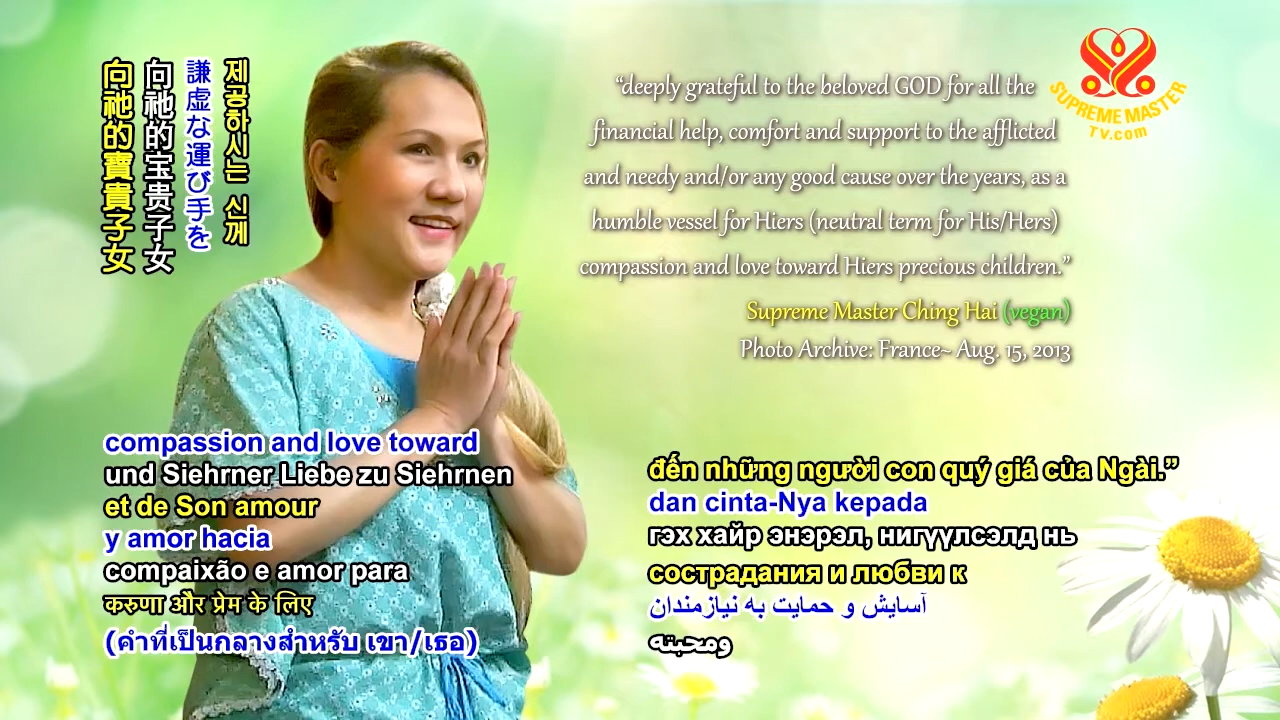 向祂的寶貴子女
向祂的宝贵子女
謙虚な運び手を
제공하시는 신께
“deeply grateful to the beloved GOD for all the
financial help, comfort and support to the afflicted
and needy and/or any good cause over the years, as a
humble vessel for Hiers (neutral term for His/Hers)
compassion and love toward Hiers precious children.”
Supreme Master Ching Hai (vegan)
Photo Archive: France~ Aug. 15, 2013
SUPREME MASTER
TV.com
compassion and love toward
und Siehrner Liebe zu Siehrnen
et de Son amour
y amor hacia
compaixão e amor para
करुणा और प्रेम के लिए
(คำที่เป็นกลางสำหรับ เขา/เธอ)
đến những người con quý giá của Ngài.”
dan cinta-Nya kepada
гэх хайр энэрэл, нигүүлсэлд нь
сострадания и любви к
آسایش و حمایت به نیازمندان
ومحبته